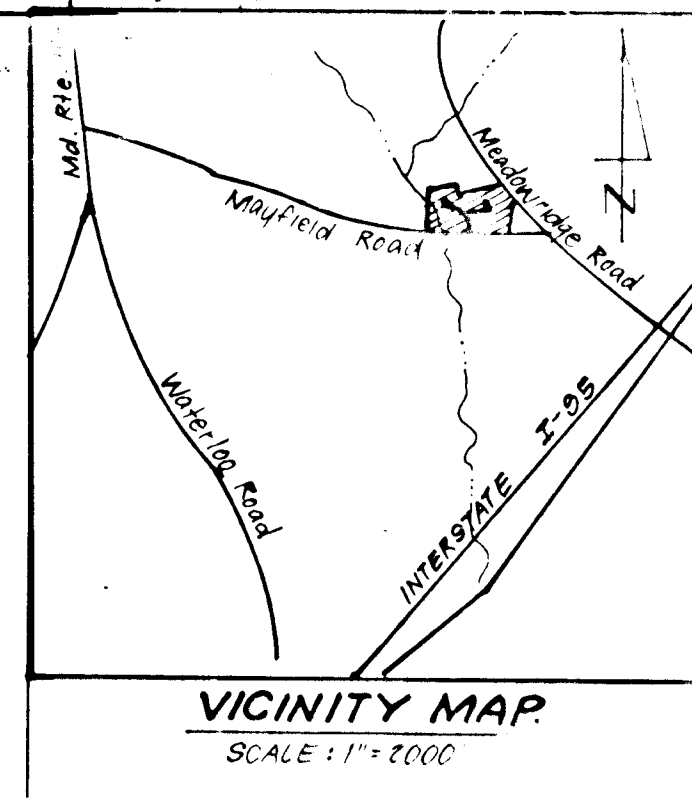 Md. Rte.
Mayfield Road
Meadowridge Road
N
Waterloo Road
INTERSTATE I-95
VICINITY MAP.
SCALE : 1" = 2000'